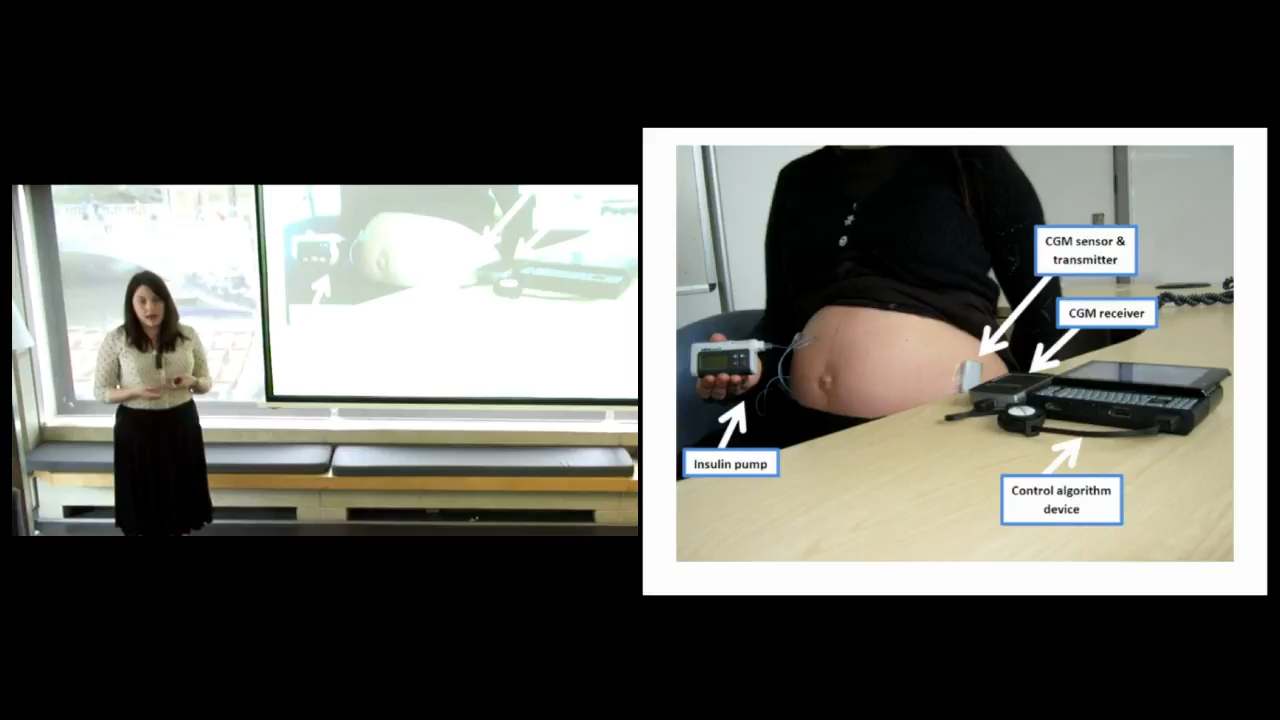 CGM sensor &
transmitter
CGM receiver
Insulin pump
Control algorithm
device